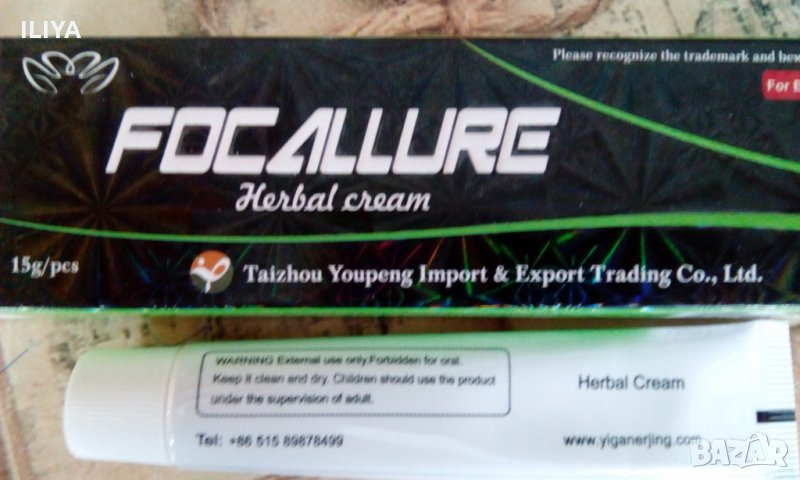 ILIYA
Please recognize the trademark and
For
FOCALLURE
Herbal cream
15g/pcs
Taizhou Youpeng Import & Export Trading Co., Ltd.
WARNING External use only.Forbidden for oral.
Keep it clean and dry. Children should use the product
under the supervision of adult.
Herbal Cream
Tel: +86 515 89878499
www.yiganerjing.com
BAZAR